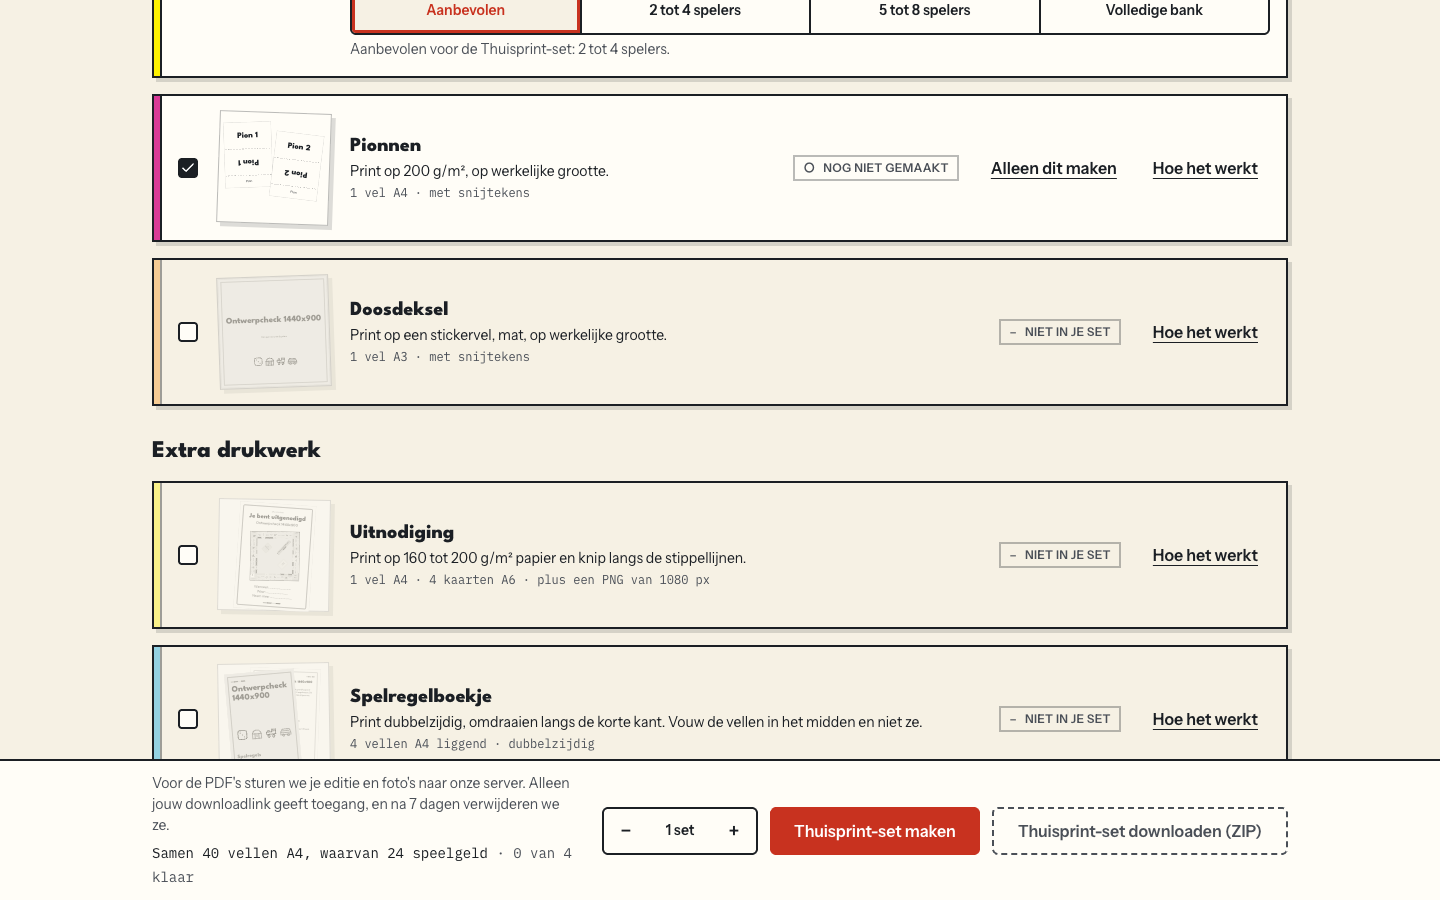 Aanbevolen
2 tot 4 spelers
5 tot 8 spelers
Volledige bank
Aanbevolen voor de Thuisprint-set: 2 tot 4 spelers.
Pion 1
Pion 2
Pion 1
Pion 2
Pionnen
Print op 200 g/m², op werkelijke grootte.
1 vel A4 · met snijtekens
NOG NIET GEMAAKT
Alleen dit maken
Hoe het werkt
Ontwerpcheck 1440x900
Doosdeksel
Print op een stickervel, mat, op werkelijke grootte.
1 vel A3 · met snijtekens
– NIET IN JE SET
Hoe het werkt
Extra drukwerk
Je bent uitgenodigd
Uitnodiging
Print op 160 tot 200 g/m² papier en knip langs de stippellijnen.
1 vel A4 · 4 kaarten A6 · plus een PNG van 1080 px
– NIET IN JE SET
Hoe het werkt
Ontwerpcheck
1440x900
Spelregels
Spelregelboekje
Print dubbelzijdig, omdraaien langs de korte kant. Vouw de vellen in het midden en niet ze.
4 vellen A4 liggend · dubbelzijdig
– NIET IN JE SET
Hoe het werkt
Voor de PDF's sturen we je editie en foto's naar onze server. Alleen
jouw downloadlink geeft toegang, en na 7 dagen verwijderen we
ze.
Samen 40 vellen A4, waarvan 24 speelgeld · 0 van 4
klaar
− 1 set +
Thuisprint-set maken
Thuisprint-set downloaden (ZIP)